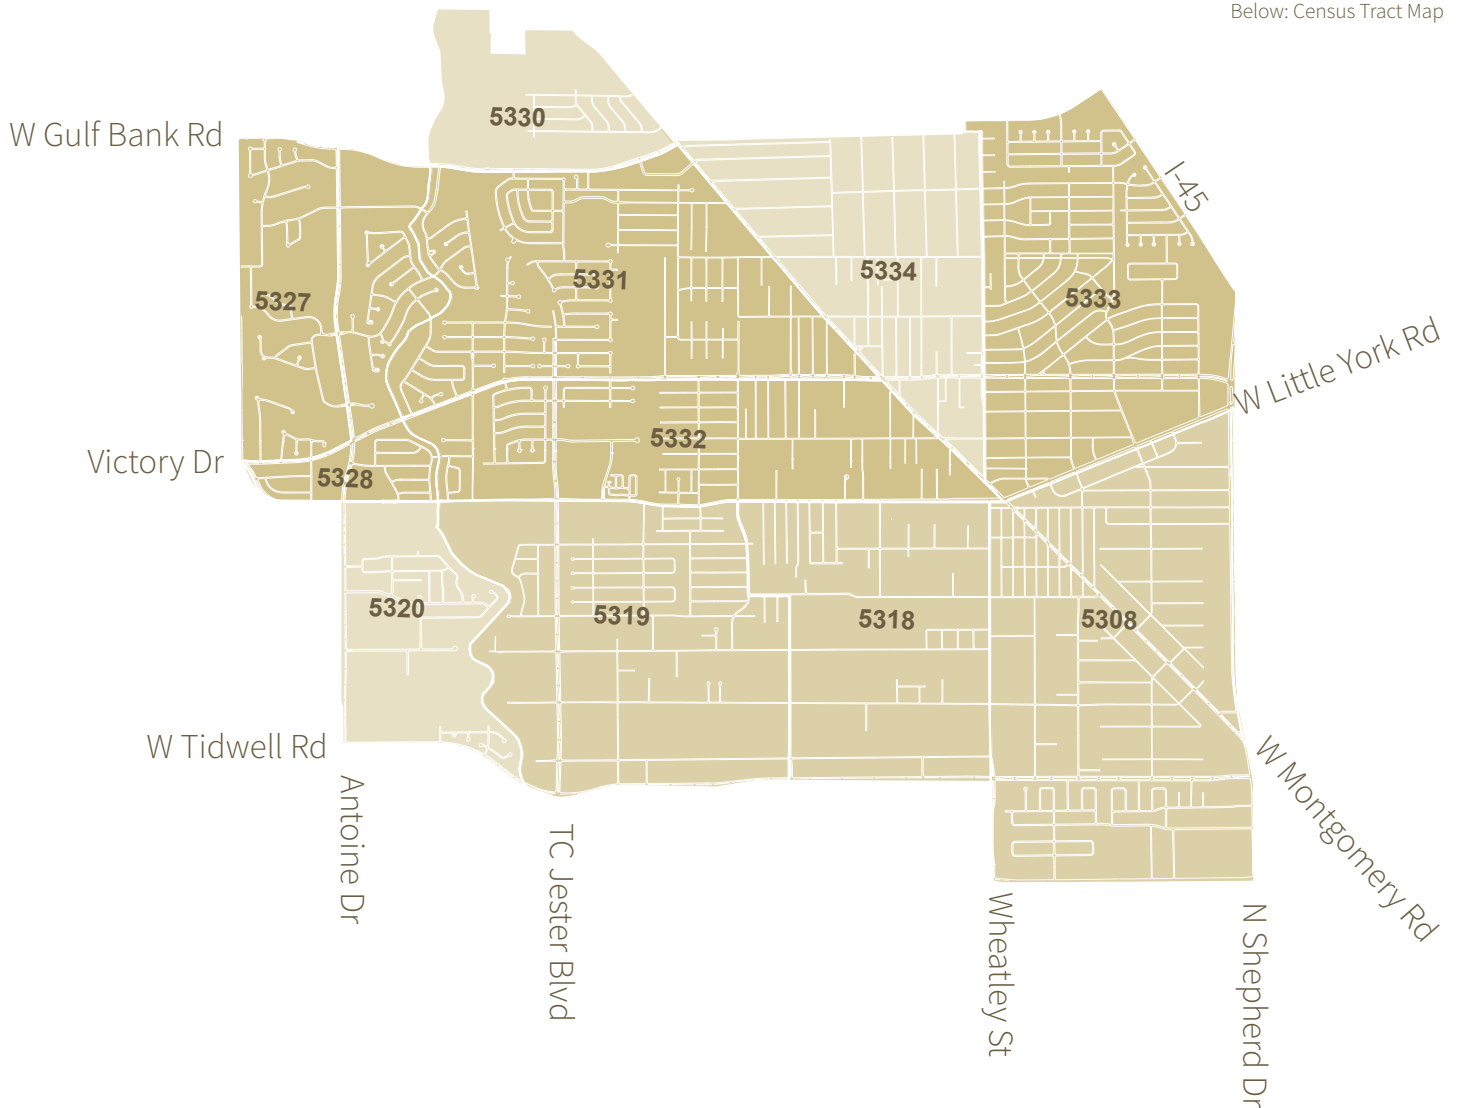 Below: Census Tract Map
5330
W Gulf Bank Rd
I-45
5334
5331
5333
5327
W Little York Rd
5332
Victory Dr
5328
5320
5319
5318
5308
W Tidwell Rd
W Montgomery Rd
Antoine Dr
TC Jester Blvd
Wheatley St
N Shepherd Dr